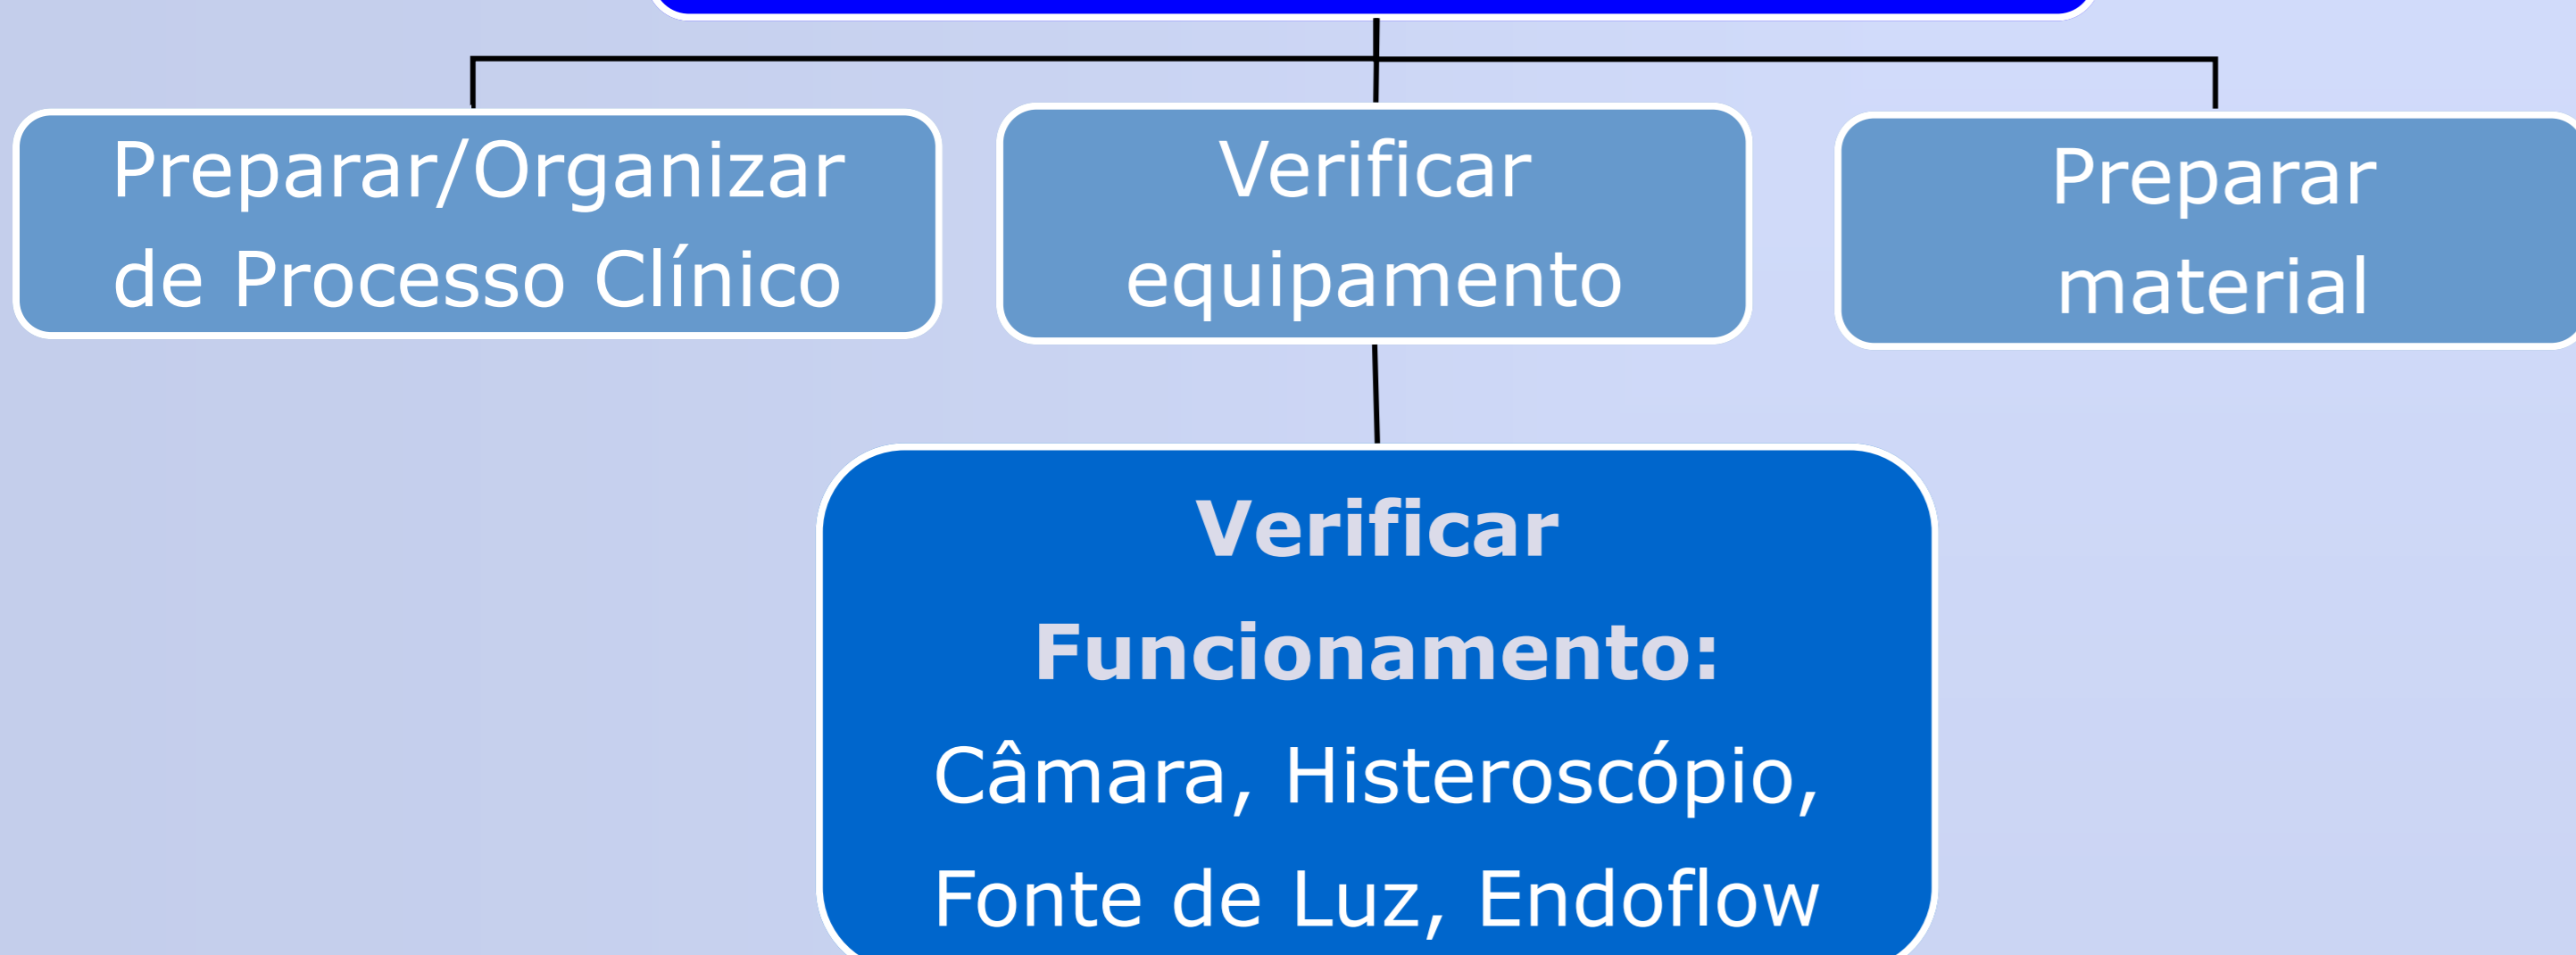 Preparar/Organizar
de Processo Clínico
Verificar
equipamento
Preparar
material
Verificar
Funcionamento:
Câmara, Histeroscópio,
Fonte de Luz, Endoflow